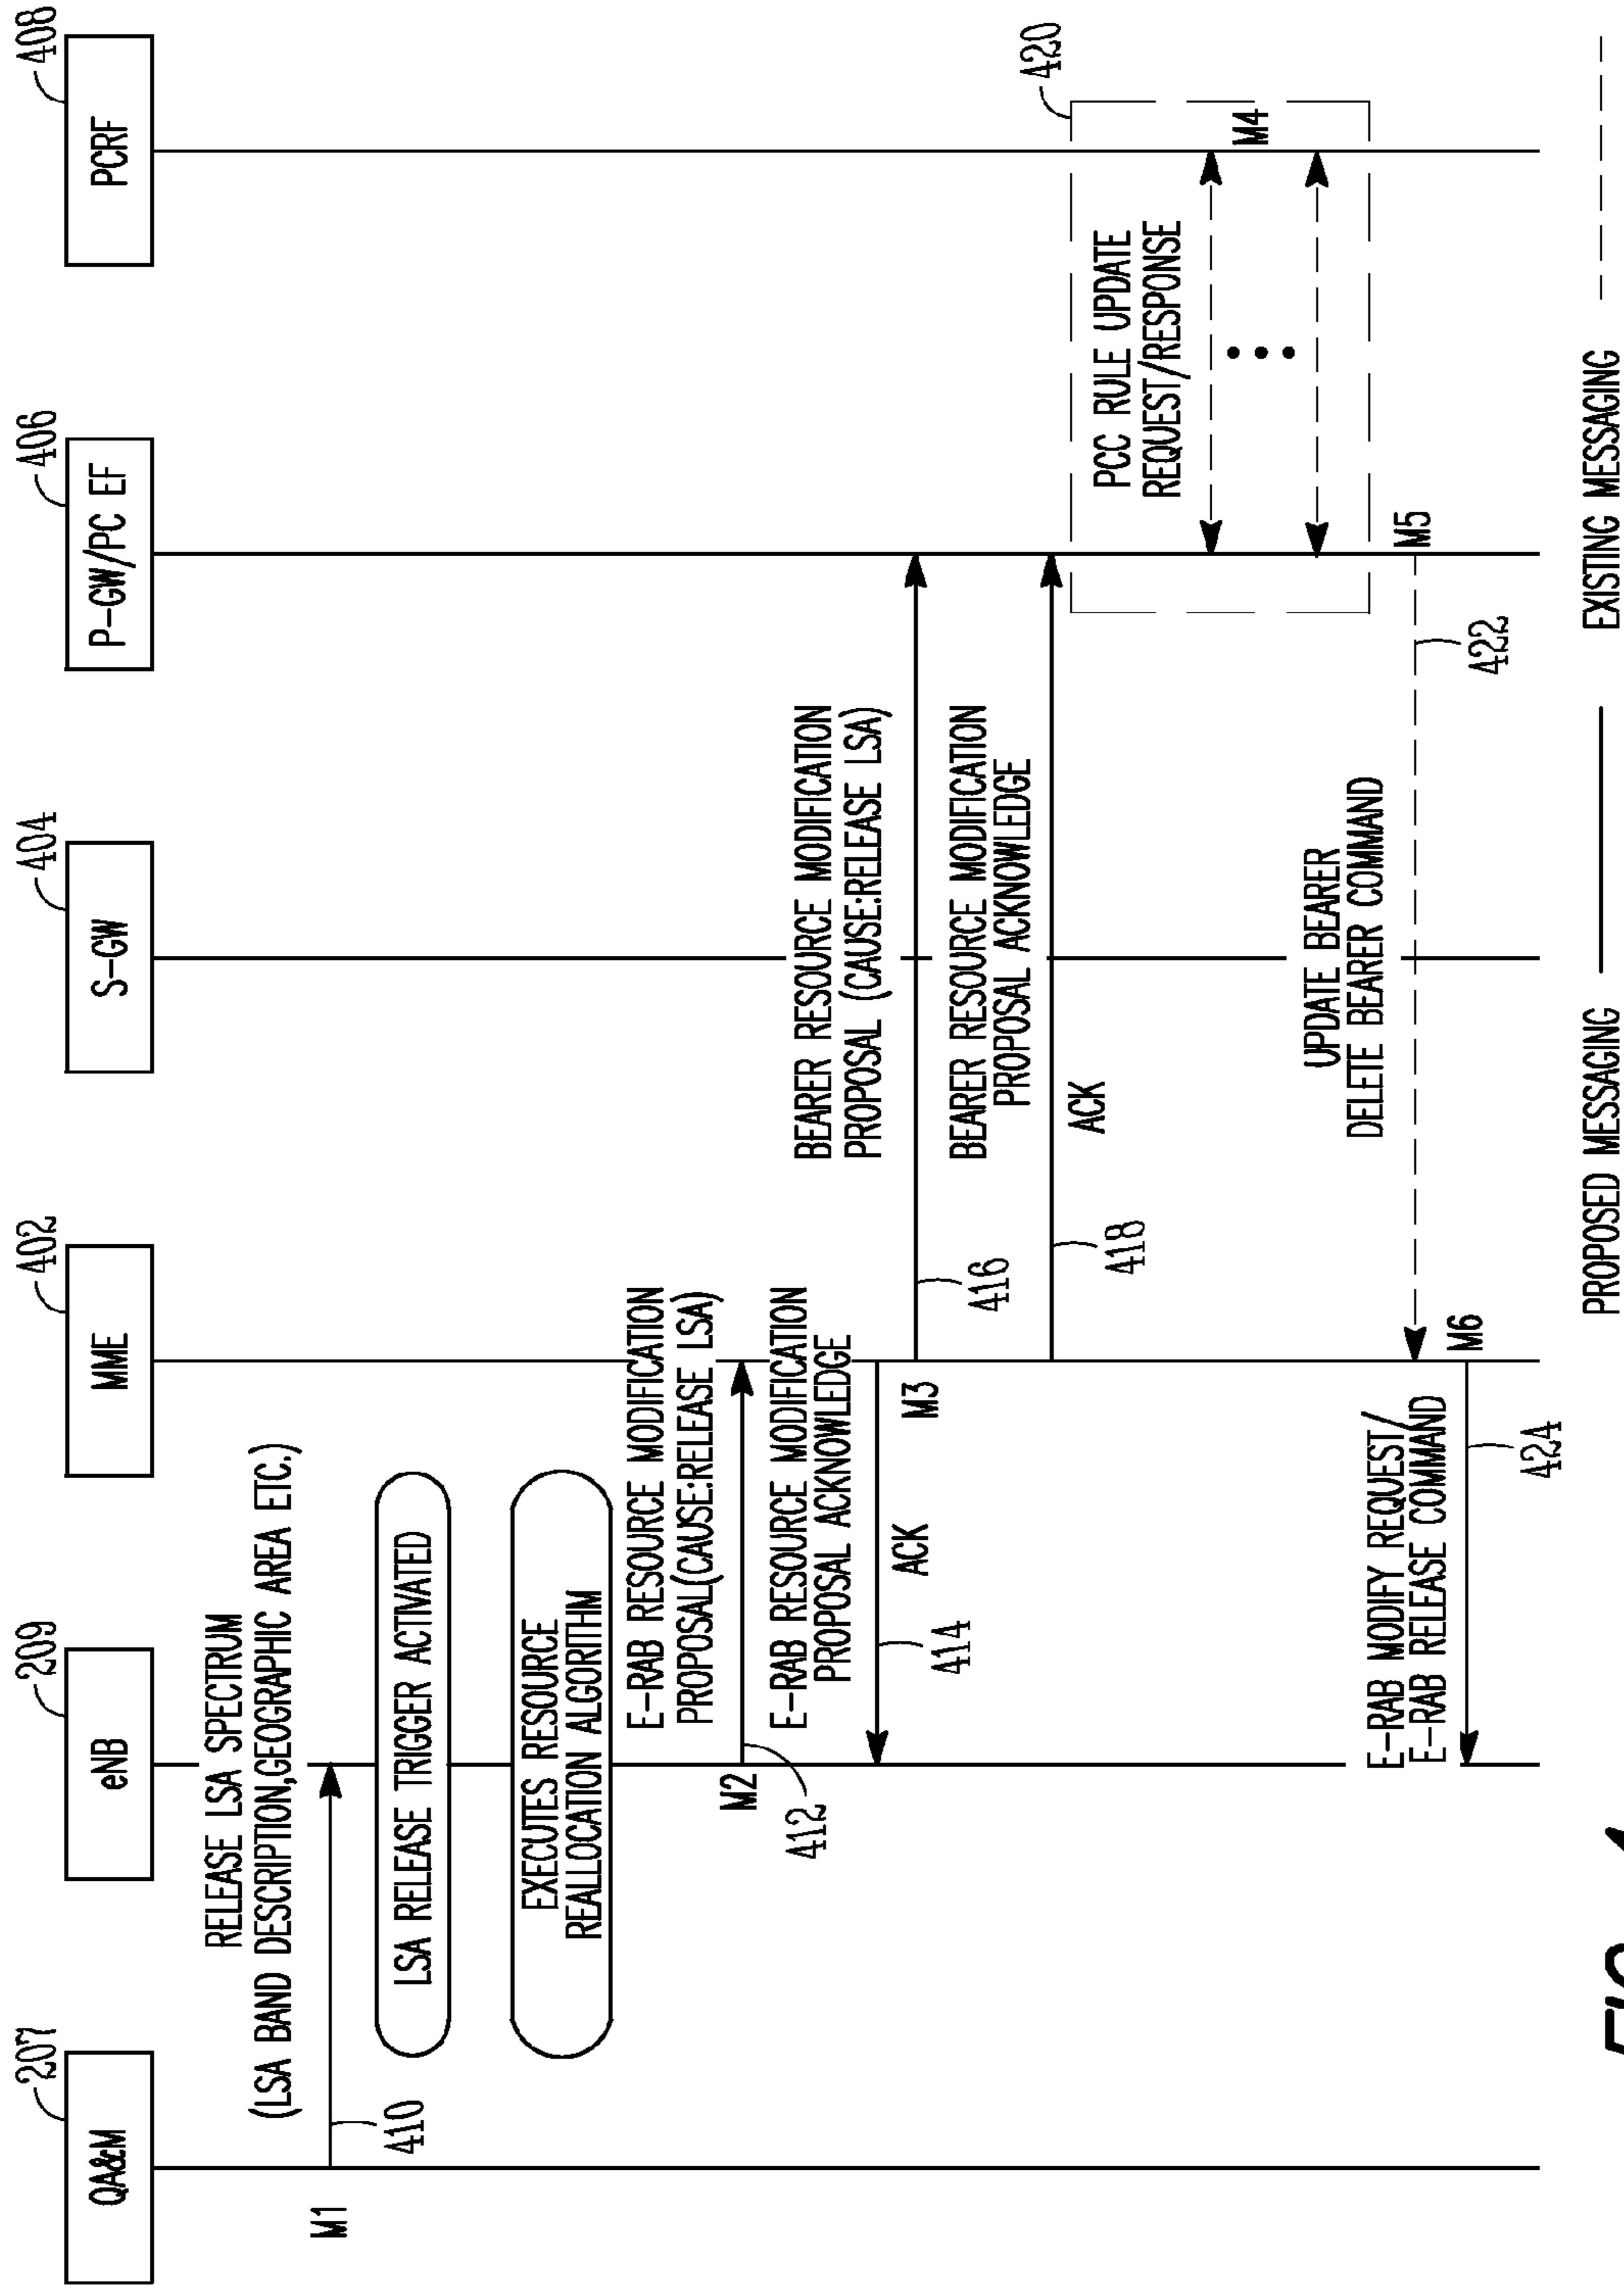 207
QA&M
209
eNB
402
MME
404
S-GW
406
P-GW/PC EF
408
PCRF
RELEASE LSA SPECTRUM
(LSA BAND DESCRIPTION,GEOGRAPHIC AREA ETC.)
M1
410
LSA RELEASE TRIGGER ACTIVATED
EXECUTES RESOURCE
REALLOCATION ALGORITHM
E-RAB RESOURCE MODIFICATION
PROPOSAL(CAUSE:RELEASE LSA)
M2
412
E-RAB RESOURCE MODIFICATION
PROPOSAL ACKNOWLEDGE
ACK
414
M3
BEARER RESOURCE MODIFICATION
PROPOSAL (CAUSE:RELEASE LSA)
416
BEARER RESOURCE MODIFICATION
PROPOSAL ACKNOWLEDGE
ACK
418
420
PCC RULE UPDATE
REQUEST/RESPONSE
M4
UPDATE BEARER
DELETE BEARER COMMAND
M5
422
M6
E-RAB MODIFY REQUEST/
E-RAB RELEASE COMMAND
424
PROPOSED MESSAGING
EXISTING MESSAGING